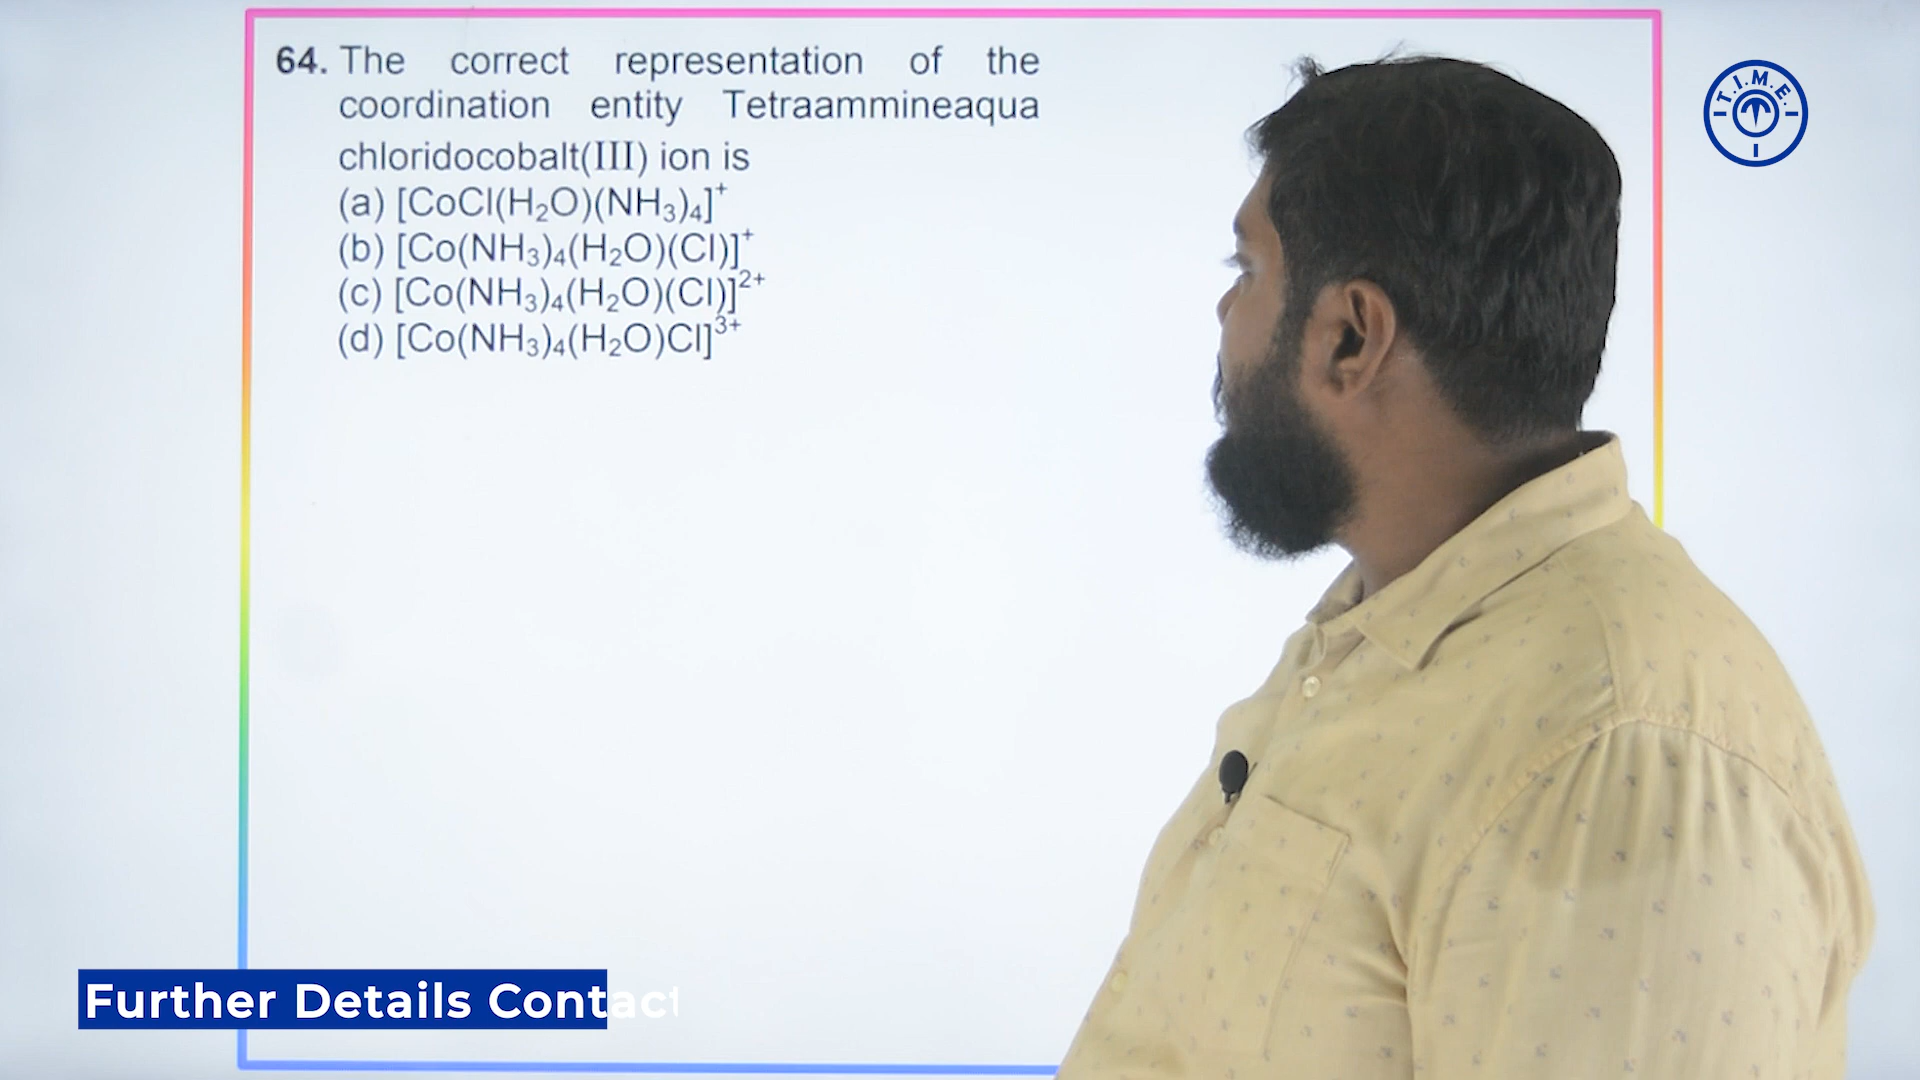 64. The correct representation of the
coordination entity Tetraammineaqua
chloridocobalt(III) ion is
(a) [CoCl(H₂O)(NH₃)₄]⁺
(b) [Co(NH₃)₄(H₂O)(Cl)]⁺
(c) [Co(NH₃)₄(H₂O)(Cl)]²⁺
(d) [Co(NH₃)₄(H₂O)Cl]³⁺
T.I.M.E.
Further Details Contact